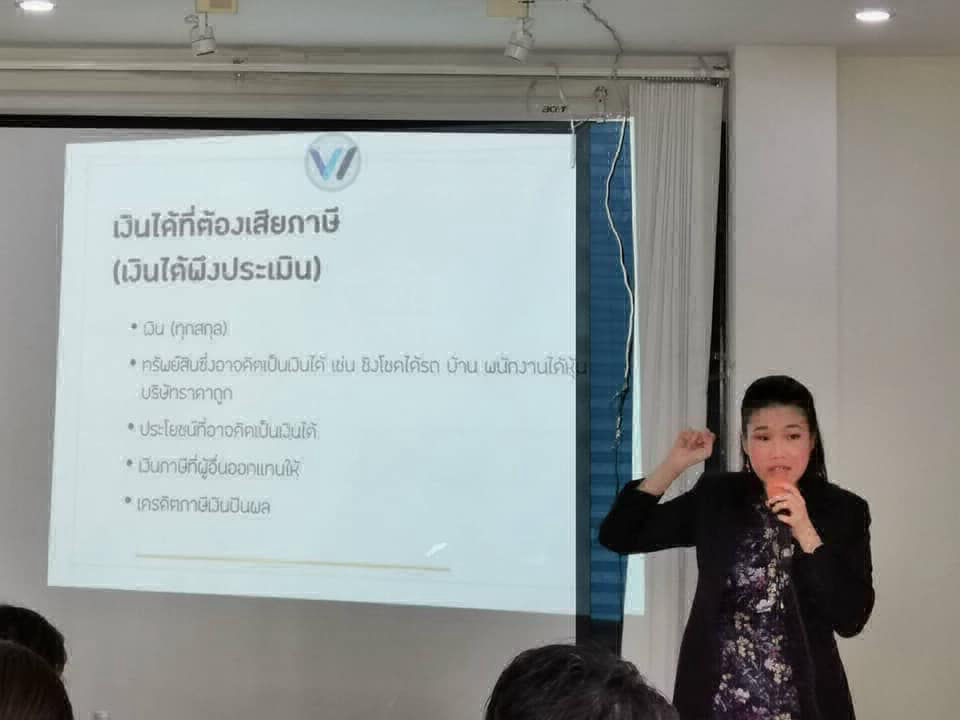 acer
เงินได้ที่ต้องเสียภาษี
(เงินได้พึงประเมิน)
• เงิน (ทุกสกุล)
• ทรัพย์สินซึ่งอาจคิดเป็นเงินได้ เช่น ชิงโชคได้รถ บ้าน พนักงานได้หุ้น
บริษัทราคาถูก
• ประโยชน์ที่อาจคิดเป็นเงินได้
• เงินภาษีที่ผู้อื่นออกแทนให้
• เครดิตภาษีเงินปันผล